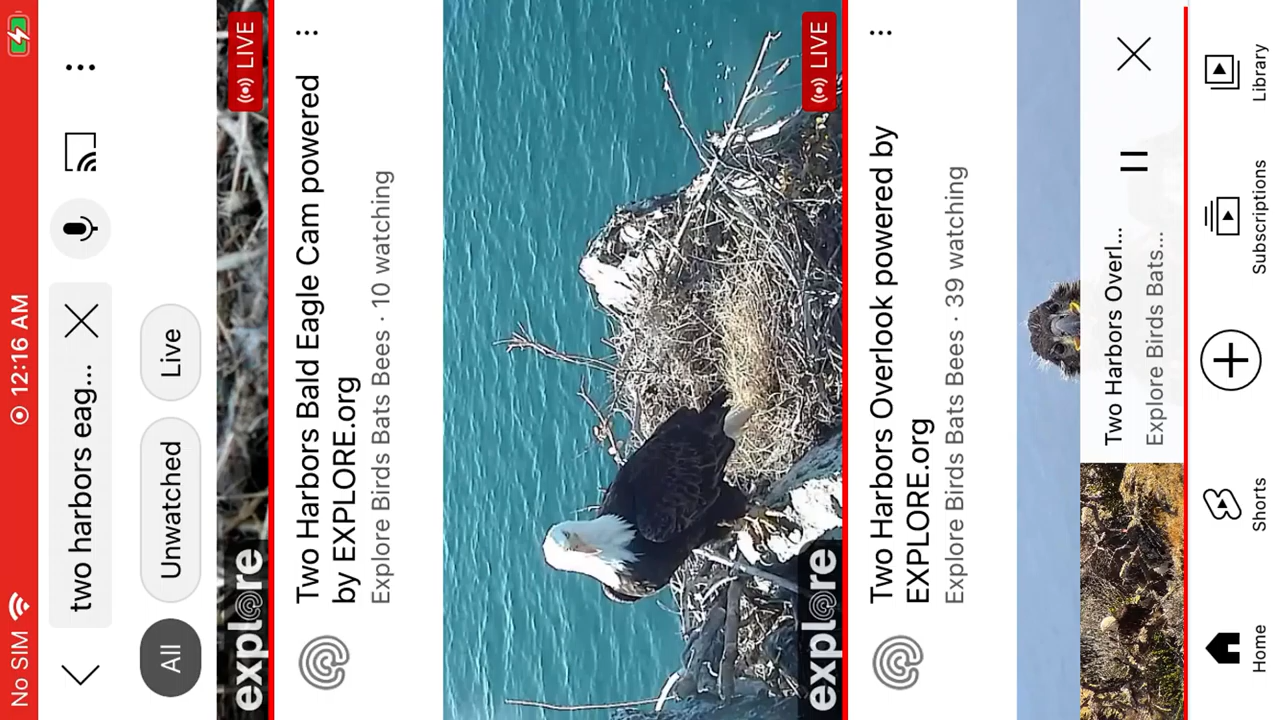 No SIM 12:16 AM
two harbors eag...
All Unwatched Live
explore LIVE
Two Harbors Bald Eagle Cam powered
by EXPLORE.org
Explore Birds Bats Bees · 10 watching
explore LIVE
Two Harbors Overlook powered by
EXPLORE.org
Explore Birds Bats Bees · 39 watching
Two Harbors Overl...
Explore Birds Bats...
Home Shorts Subscriptions Library